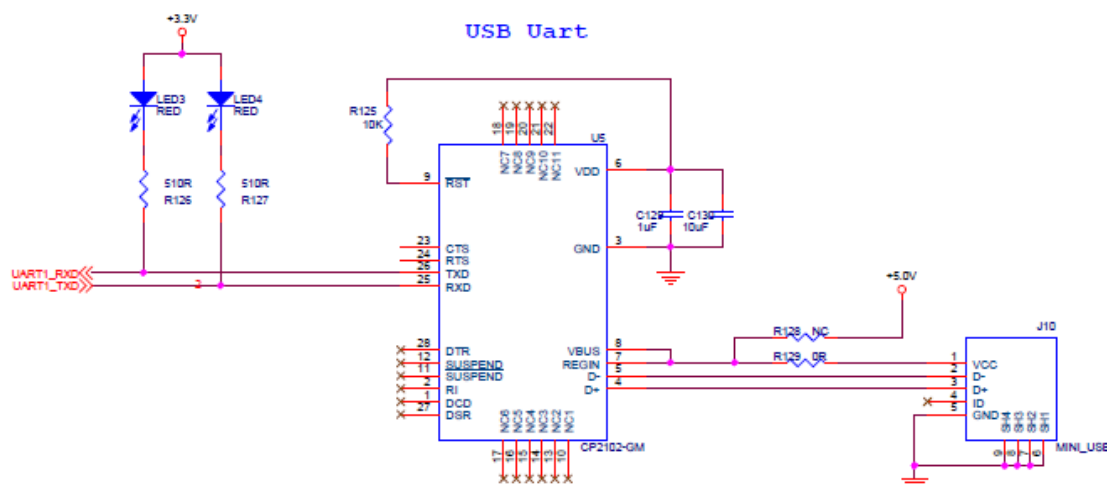 USB Uart
+3.3V
LED3
RED
LED4
RED
510R
R126
510R
R127
UART1_RXD
UART1_TXD
2
R125
10K
18 19 20 21 22
NC7 NC8 NC9 NC10 NC11
U5
9 RST
23 CTS
24 RTS
26 TXD
25 RXD
28 DTR
12 SUSPEND
11 SUSPEND
2 RI
1 DCD
27 DSR
VDD 6
GND 3
VBUS 8
REGIN 7
D- 5
D+ 4
NC6 NC5 NC4 NC3 NC2 NC1
17 16 15 14 13 10
CP2102-GM
C129
1uF
C130
10uF
+5.0V
R128 NC
R129 0R
J10
1 VCC
2 D-
3 D+
4 ID
5 GND
SH4 SH3 SH2 SH1
9 8 7 6
MINI_USB